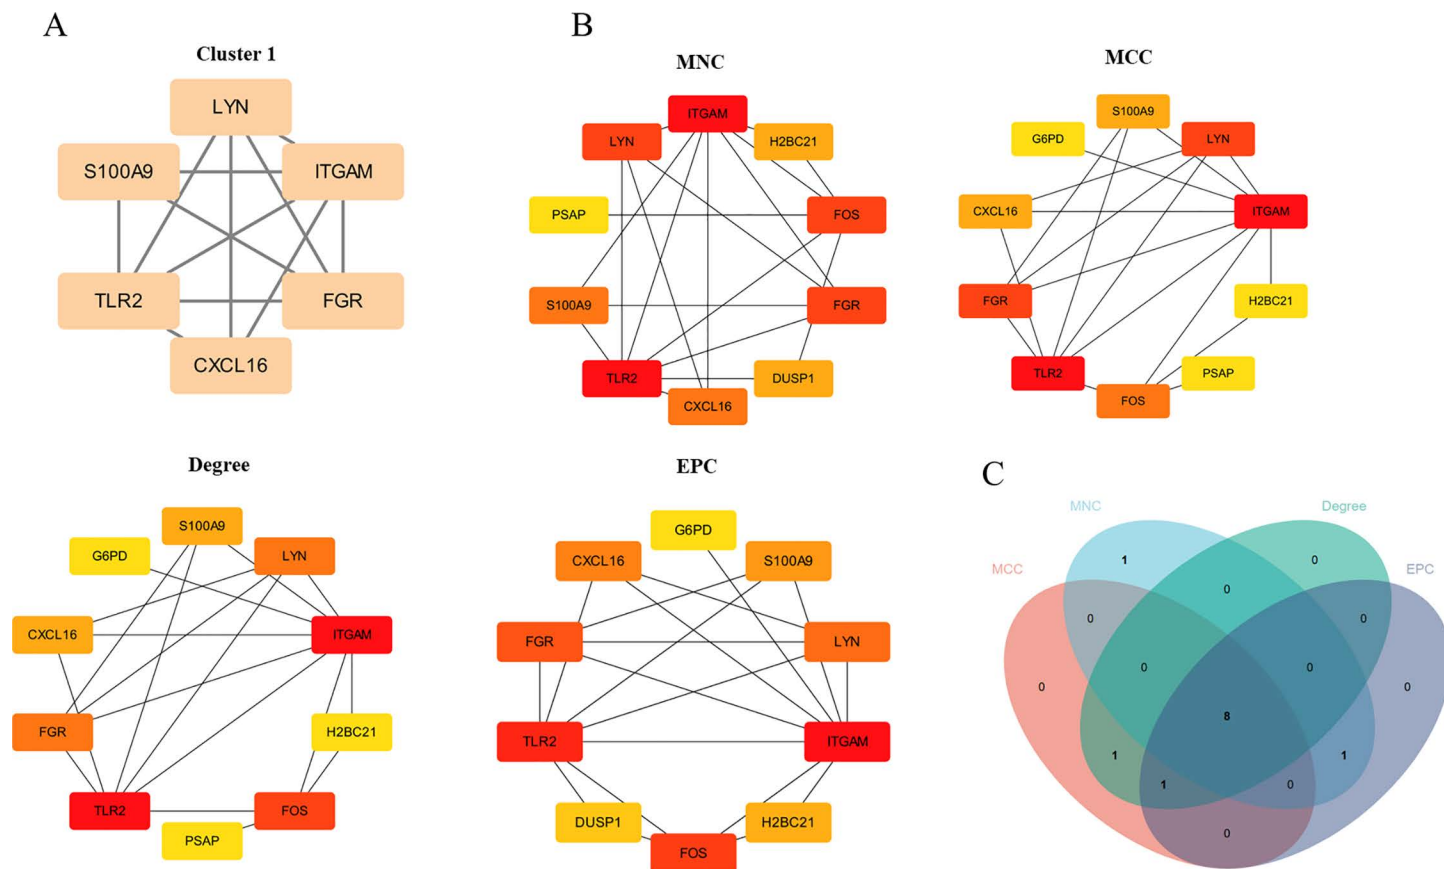 A
Cluster 1
LYN
S100A9
ITGAM
TLR2
FGR
CXCL16
B
MNC
ITGAM
LYN
H2BC21
PSAP
FOS
S100A9
FGR
TLR2
DUSP1
CXCL16
MCC
S100A9
G6PD
LYN
CXCL16
ITGAM
FGR
H2BC21
TLR2
PSAP
FOS
Degree
S100A9
G6PD
LYN
CXCL16
ITGAM
FGR
H2BC21
TLR2
FOS
PSAP
EPC
G6PD
CXCL16
S100A9
FGR
LYN
TLR2
ITGAM
DUSP1
H2BC21
FOS
C
MNC
Degree
MCC
EPC
1
0
0
0
0
0
0
0
0
8
1
1
1
0
0